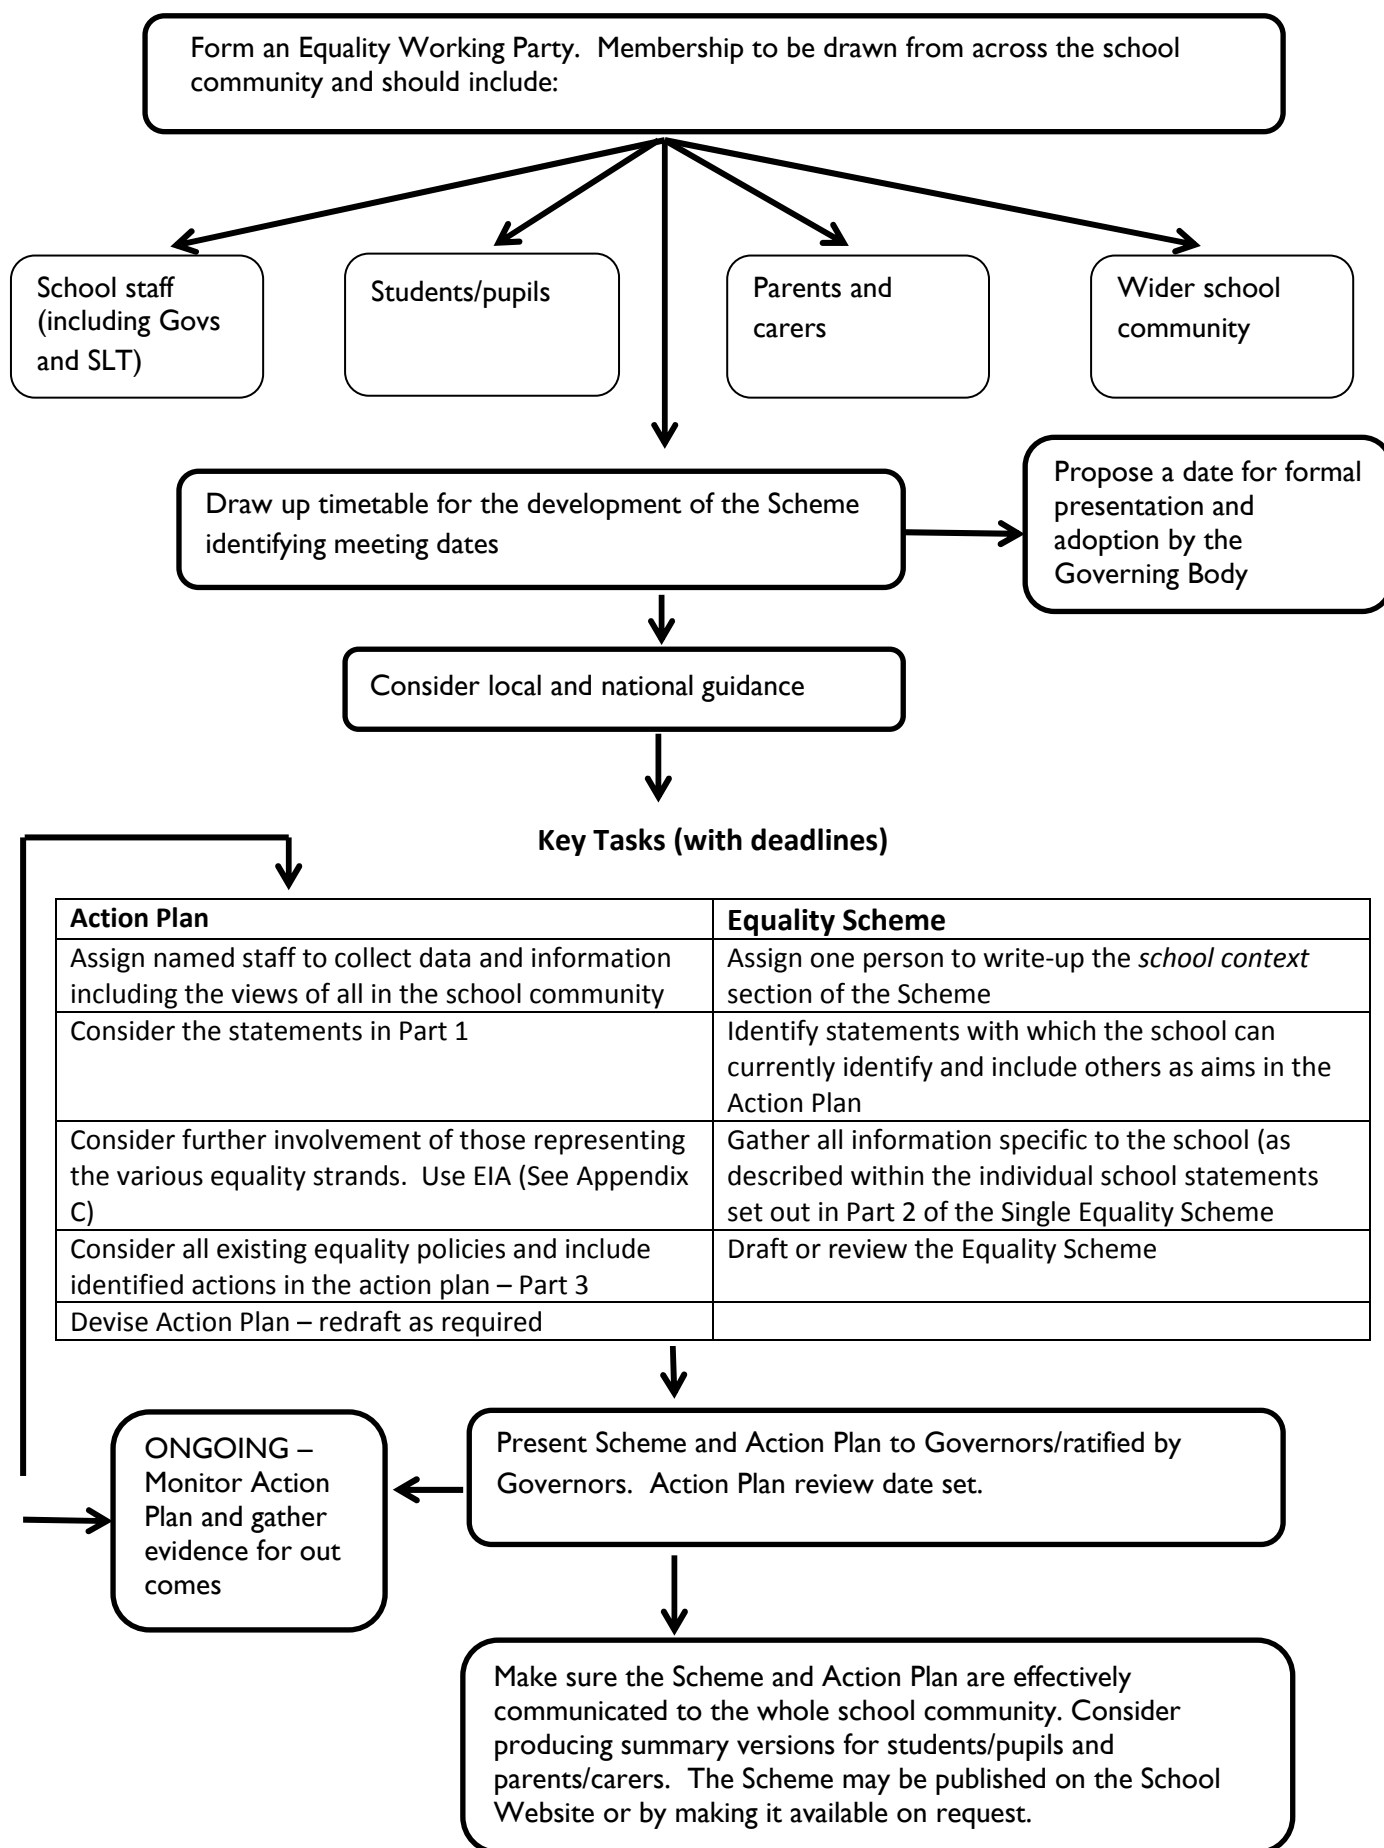 Form an Equality Working Party.  Membership to be drawn from across the school
community and should include:
School staff
(including Govs
and SLT)
Students/pupils
Parents and
carers
Wider school
community
Draw up timetable for the development of the Scheme
identifying meeting dates
Propose a date for formal
presentation and
adoption by the
Governing Body
Consider local and national guidance
Key Tasks (with deadlines)
Action Plan
Equality Scheme
Assign named staff to collect data and information
including the views of all in the school community
Assign one person to write-up the school context
section of the Scheme
Consider the statements in Part 1
Identify statements with which the school can
currently identify and include others as aims in the
Action Plan
Consider further involvement of those representing
the various equality strands.  Use EIA (See Appendix
C)
Gather all information specific to the school (as
described within the individual school statements
set out in Part 2 of the Single Equality Scheme
Consider all existing equality policies and include
identified actions in the action plan – Part 3
Draft or review the Equality Scheme
Devise Action Plan – redraft as required
ONGOING –
Monitor Action
Plan and gather
evidence for out
comes
Present Scheme and Action Plan to Governors/ratified by
Governors.  Action Plan review date set.
Make sure the Scheme and Action Plan are effectively
communicated to the whole school community. Consider
producing summary versions for students/pupils and
parents/carers.  The Scheme may be published on the School
Website or by making it available on request.